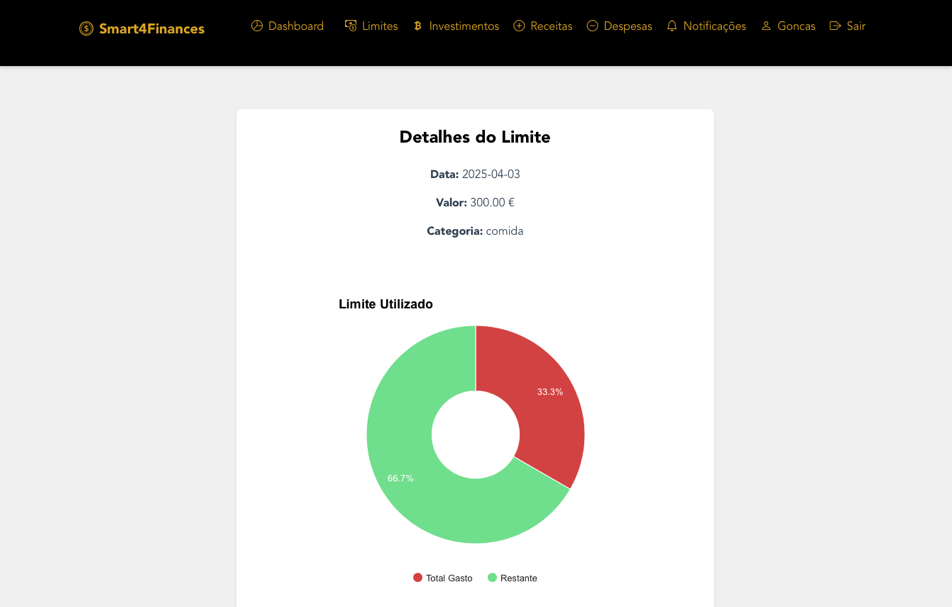 Smart4Finances Dashboard Limites Investimentos Receitas Despesas Notificações Goncas Sair
Detalhes do Limite
Data: 2025-04-03
Valor: 300.00 €
Categoria: comida
Limite Utilizado
33.3%
66.7%
Total Gasto Restante